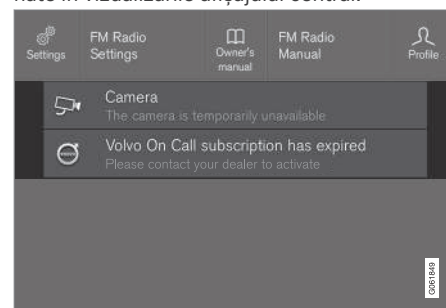 FM Radio
Settings
Settings
Owner's
manual
FM Radio
Manual
Profile
Camera
The camera is temporarily unavailable
Volvo On Call subscription has expired
Please contact your dealer to activate
G061849